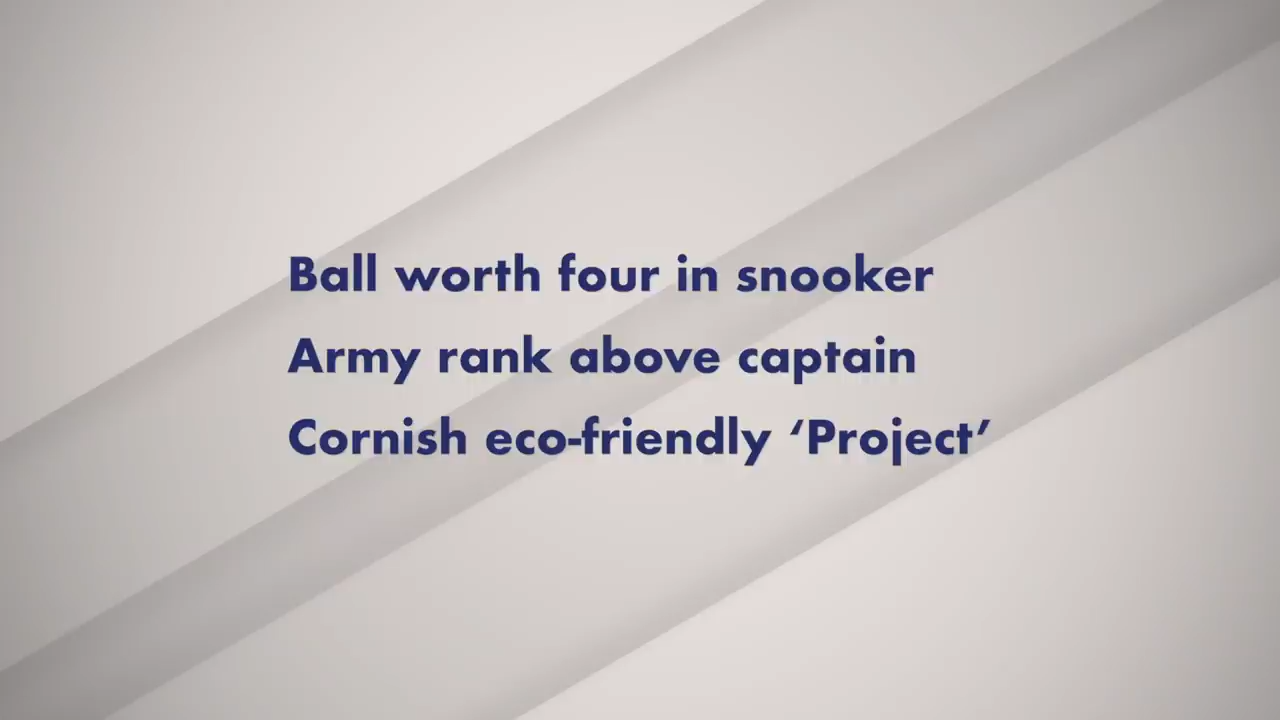 Ball worth four in snooker
Army rank above captain
Cornish eco-friendly ‘Project’